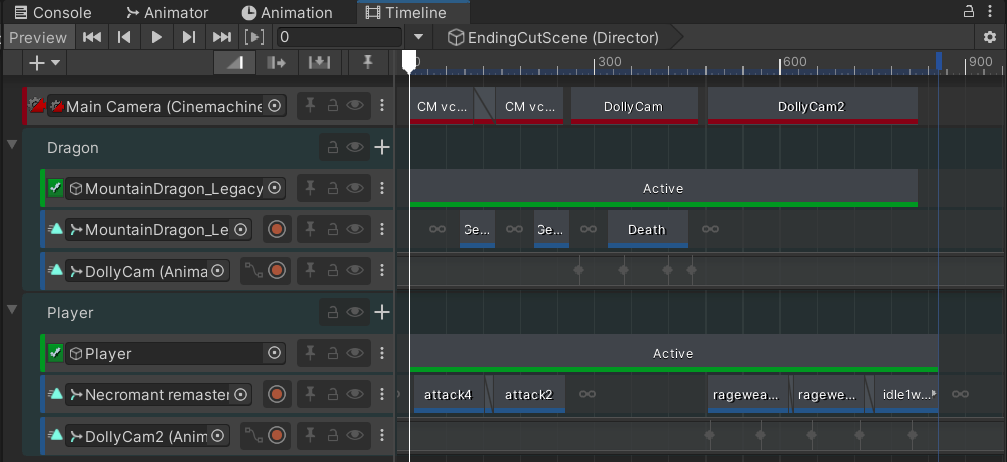 Console Animator Animation Timeline
Preview 0 EndingCutScene (Director)
0 300 600 900
Main Camera (Cinemachine CM vc... CM vc... DollyCam DollyCam2
Dragon
MountainDragon_Legacy Active
MountainDragon_Le Ge... Ge... Death
DollyCam (Anima
Player
Player Active
Necromant remaster attack4 attack2 ragewea... ragewe... idle1w...
DollyCam2 (Anim